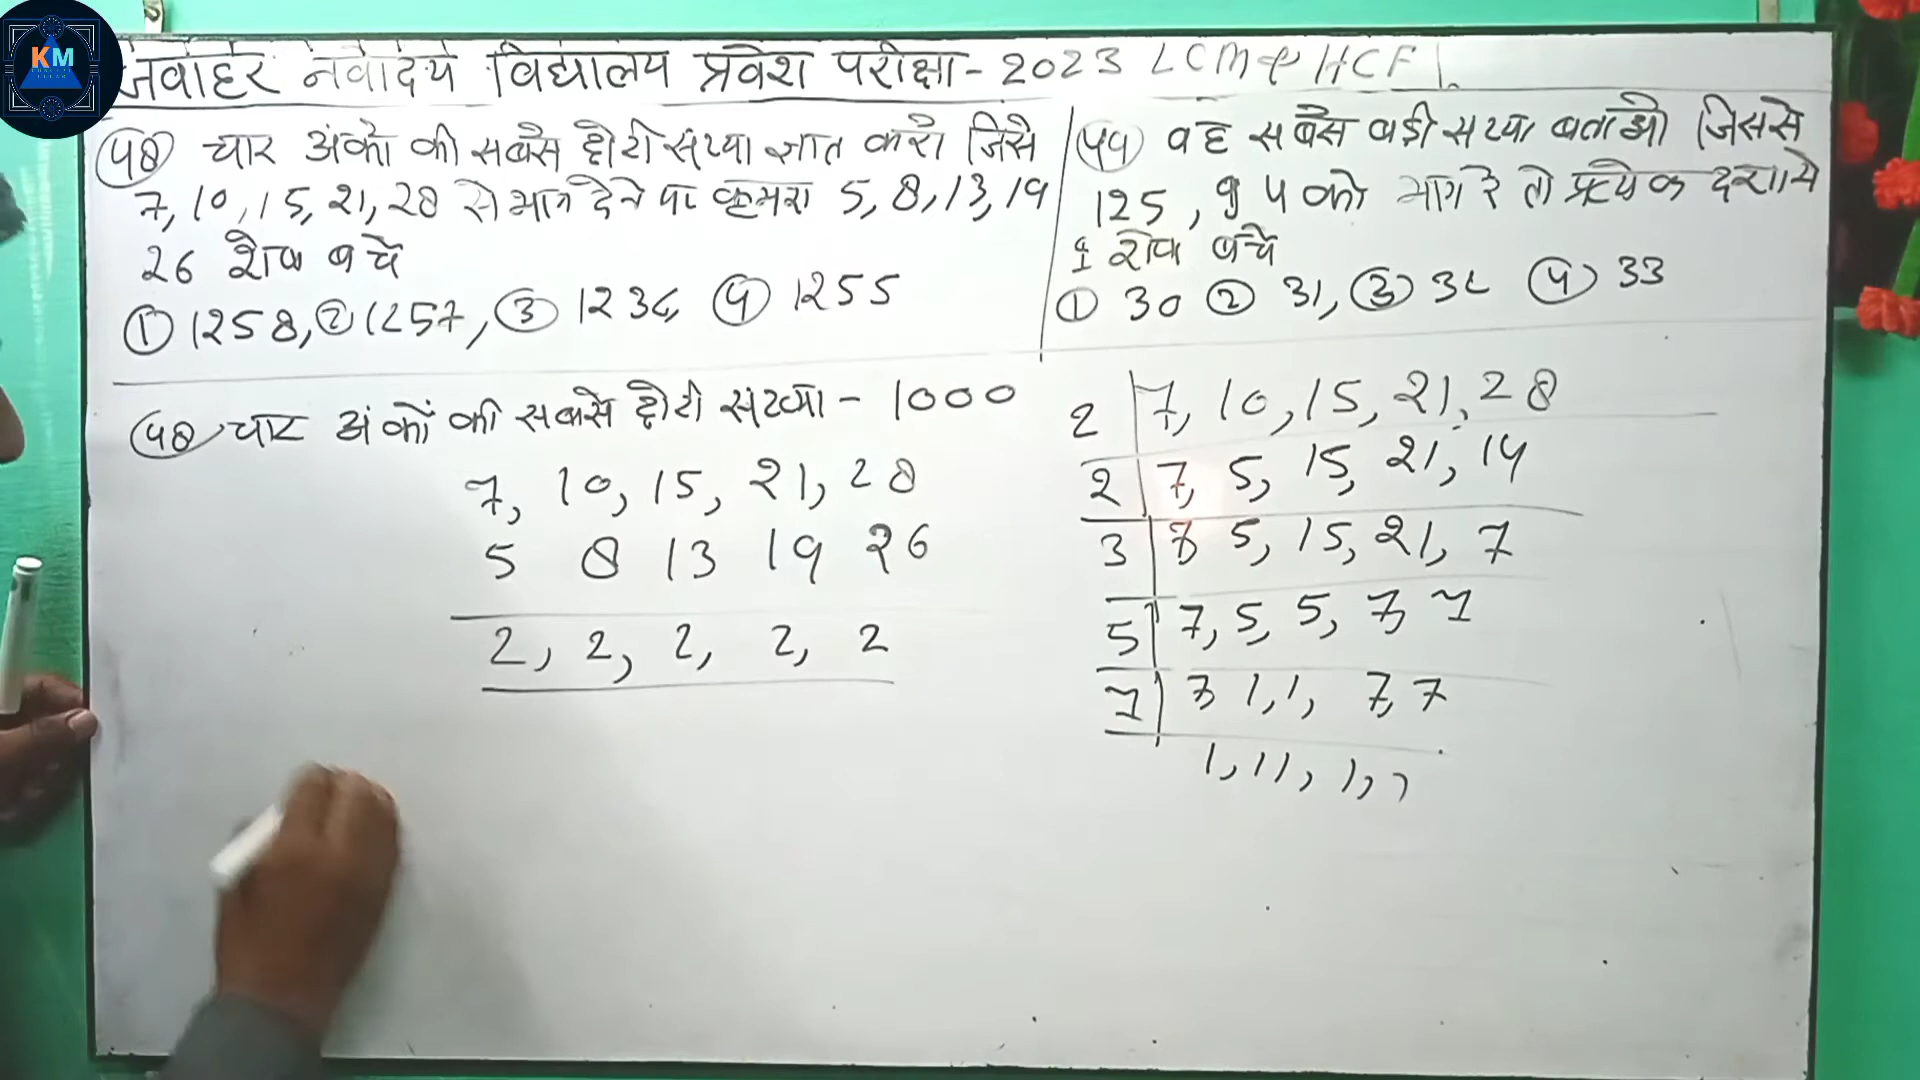 KM
CONCEPT CLEAR
जवाहर नवोदय विद्यालय प्रवेश परीक्षा - 2023 LCM & HCF
48 चार अंको की सबसे छोटी संख्या ज्ञात करो जिसे
7, 10, 15, 21, 28 से भाग देने पर क्रमश 5, 8, 13, 19
26 शेष बचे
① 1258, ② 1257, ③ 1234, ④ 1255
49 वह सबसे बड़ी संख्या बताओ जिससे
125, 94 को भाग दे तो प्रत्येक दशा मे
1 शेष बचे
① 30 ② 31, ③ 32 ④ 33
48 चार अंकों की सबसे छोटी संख्या - 1000
7, 10, 15, 21, 28
5 8 13 19 26
2, 2, 2, 2, 2
2 | 7, 10, 15, 21, 28
2 | 7, 5, 15, 21, 14
3 | 7, 5, 15, 21, 7
5 | 7, 5, 5, 7, 7
7 | 7, 1, 1, 7, 7
1, 1 1, 1, 1